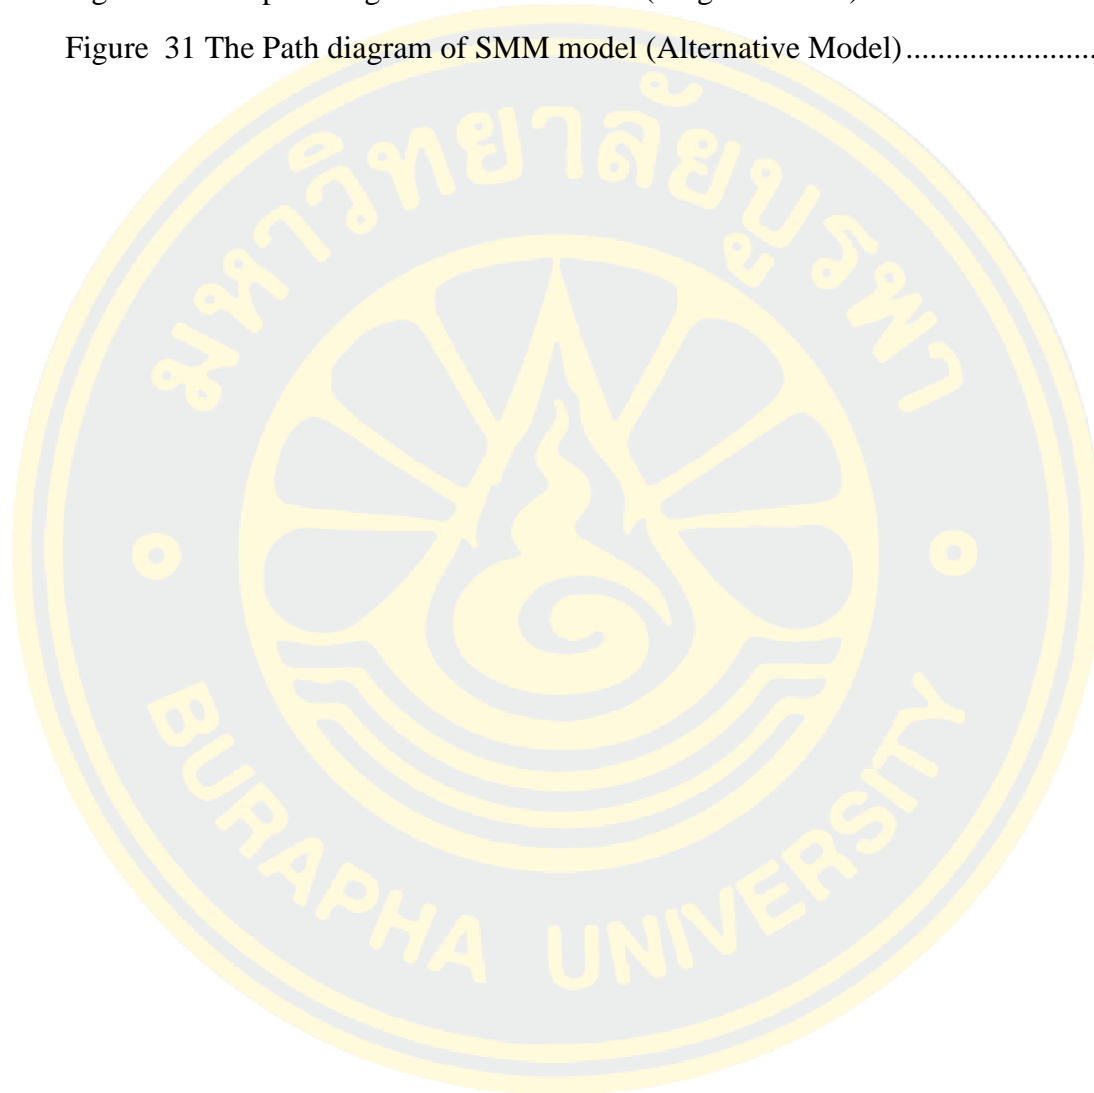 Figure 31 The Path diagram of SMM model (Alternative Model) .......................
มหาวิทยาลัยบูรพา
BURAPHA UNIVERSITY